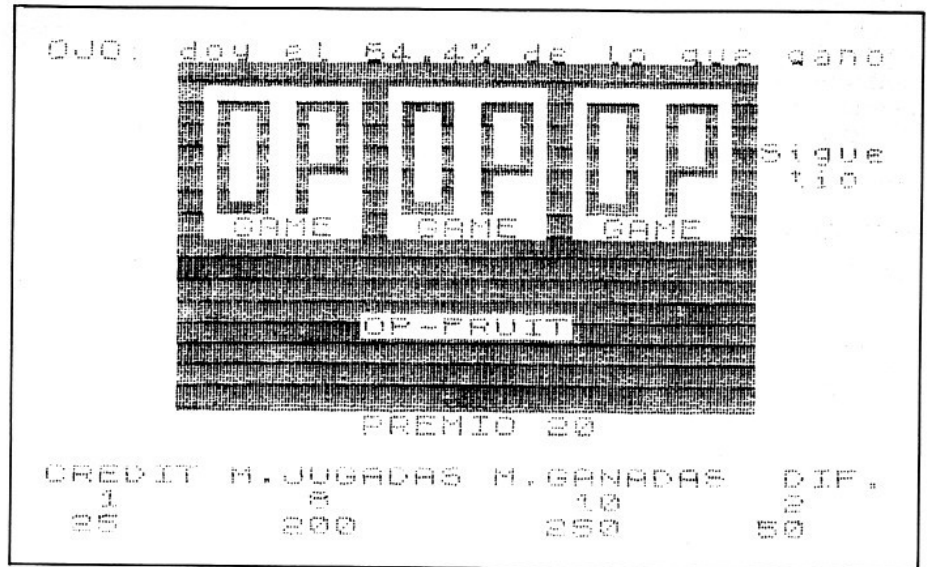 OJO: doy el 54,4% de lo que gano
OP OP OP
GAME GAME GAME
Sigue
tio
OP-FRUIT
PREMIO 20
CREDIT M.JUGADAS M.GANADAS DIF.
1 8 10 2
25 200 250 50